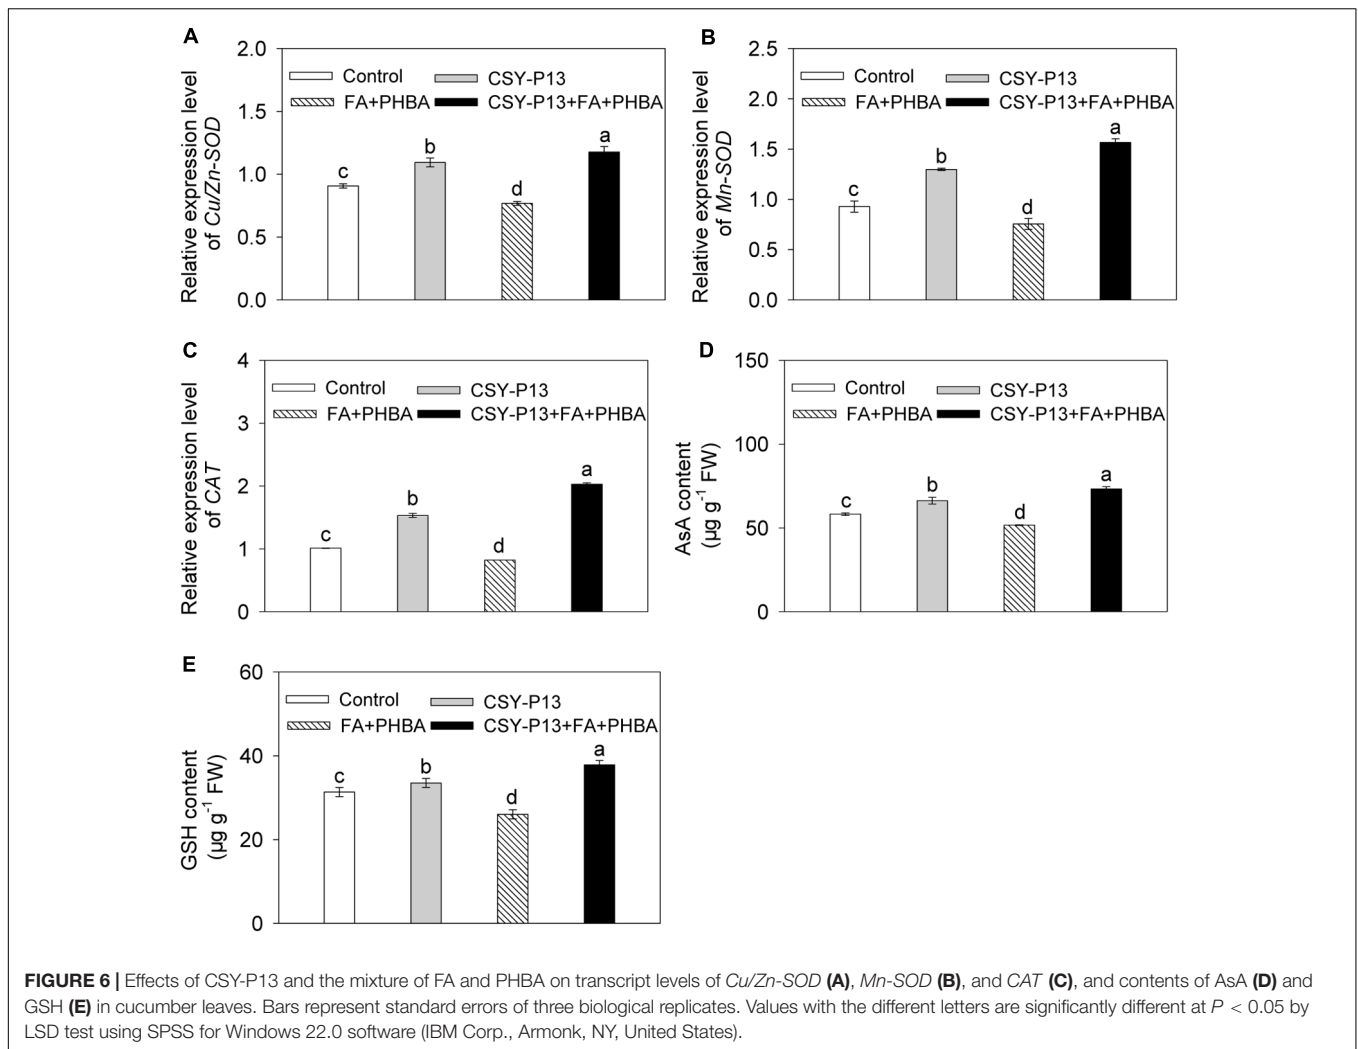 A
Relative expression level
of Cu/Zn-SOD
2.0
1.5
1.0
0.5
0.0
Control
CSY-P13
FA+PHBA
CSY-P13+FA+PHBA
c
b
d
a
B
Relative expression level
of Mn-SOD
2.5
2.0
1.5
1.0
0.5
0.0
Control
CSY-P13
FA+PHBA
CSY-P13+FA+PHBA
c
b
d
a
C
Relative expression level
of CAT
4
3
2
1
0
Control
CSY-P13
FA+PHBA
CSY-P13+FA+PHBA
c
b
d
a
D
AsA content
(µg g⁻¹ FW)
150
100
50
0
Control
CSY-P13
FA+PHBA
CSY-P13+FA+PHBA
c
b
d
a
E
GSH content
(µg g⁻¹ FW)
60
40
20
0
Control
CSY-P13
FA+PHBA
CSY-P13+FA+PHBA
c
b
d
a
FIGURE 6 | Effects of CSY-P13 and the mixture of FA and PHBA on transcript levels of Cu/Zn-SOD (A), Mn-SOD (B), and CAT (C), and contents of AsA (D) and
GSH (E) in cucumber leaves. Bars represent standard errors of three biological replicates. Values with the different letters are significantly different at P < 0.05 by
LSD test using SPSS for Windows 22.0 software (IBM Corp., Armonk, NY, United States).